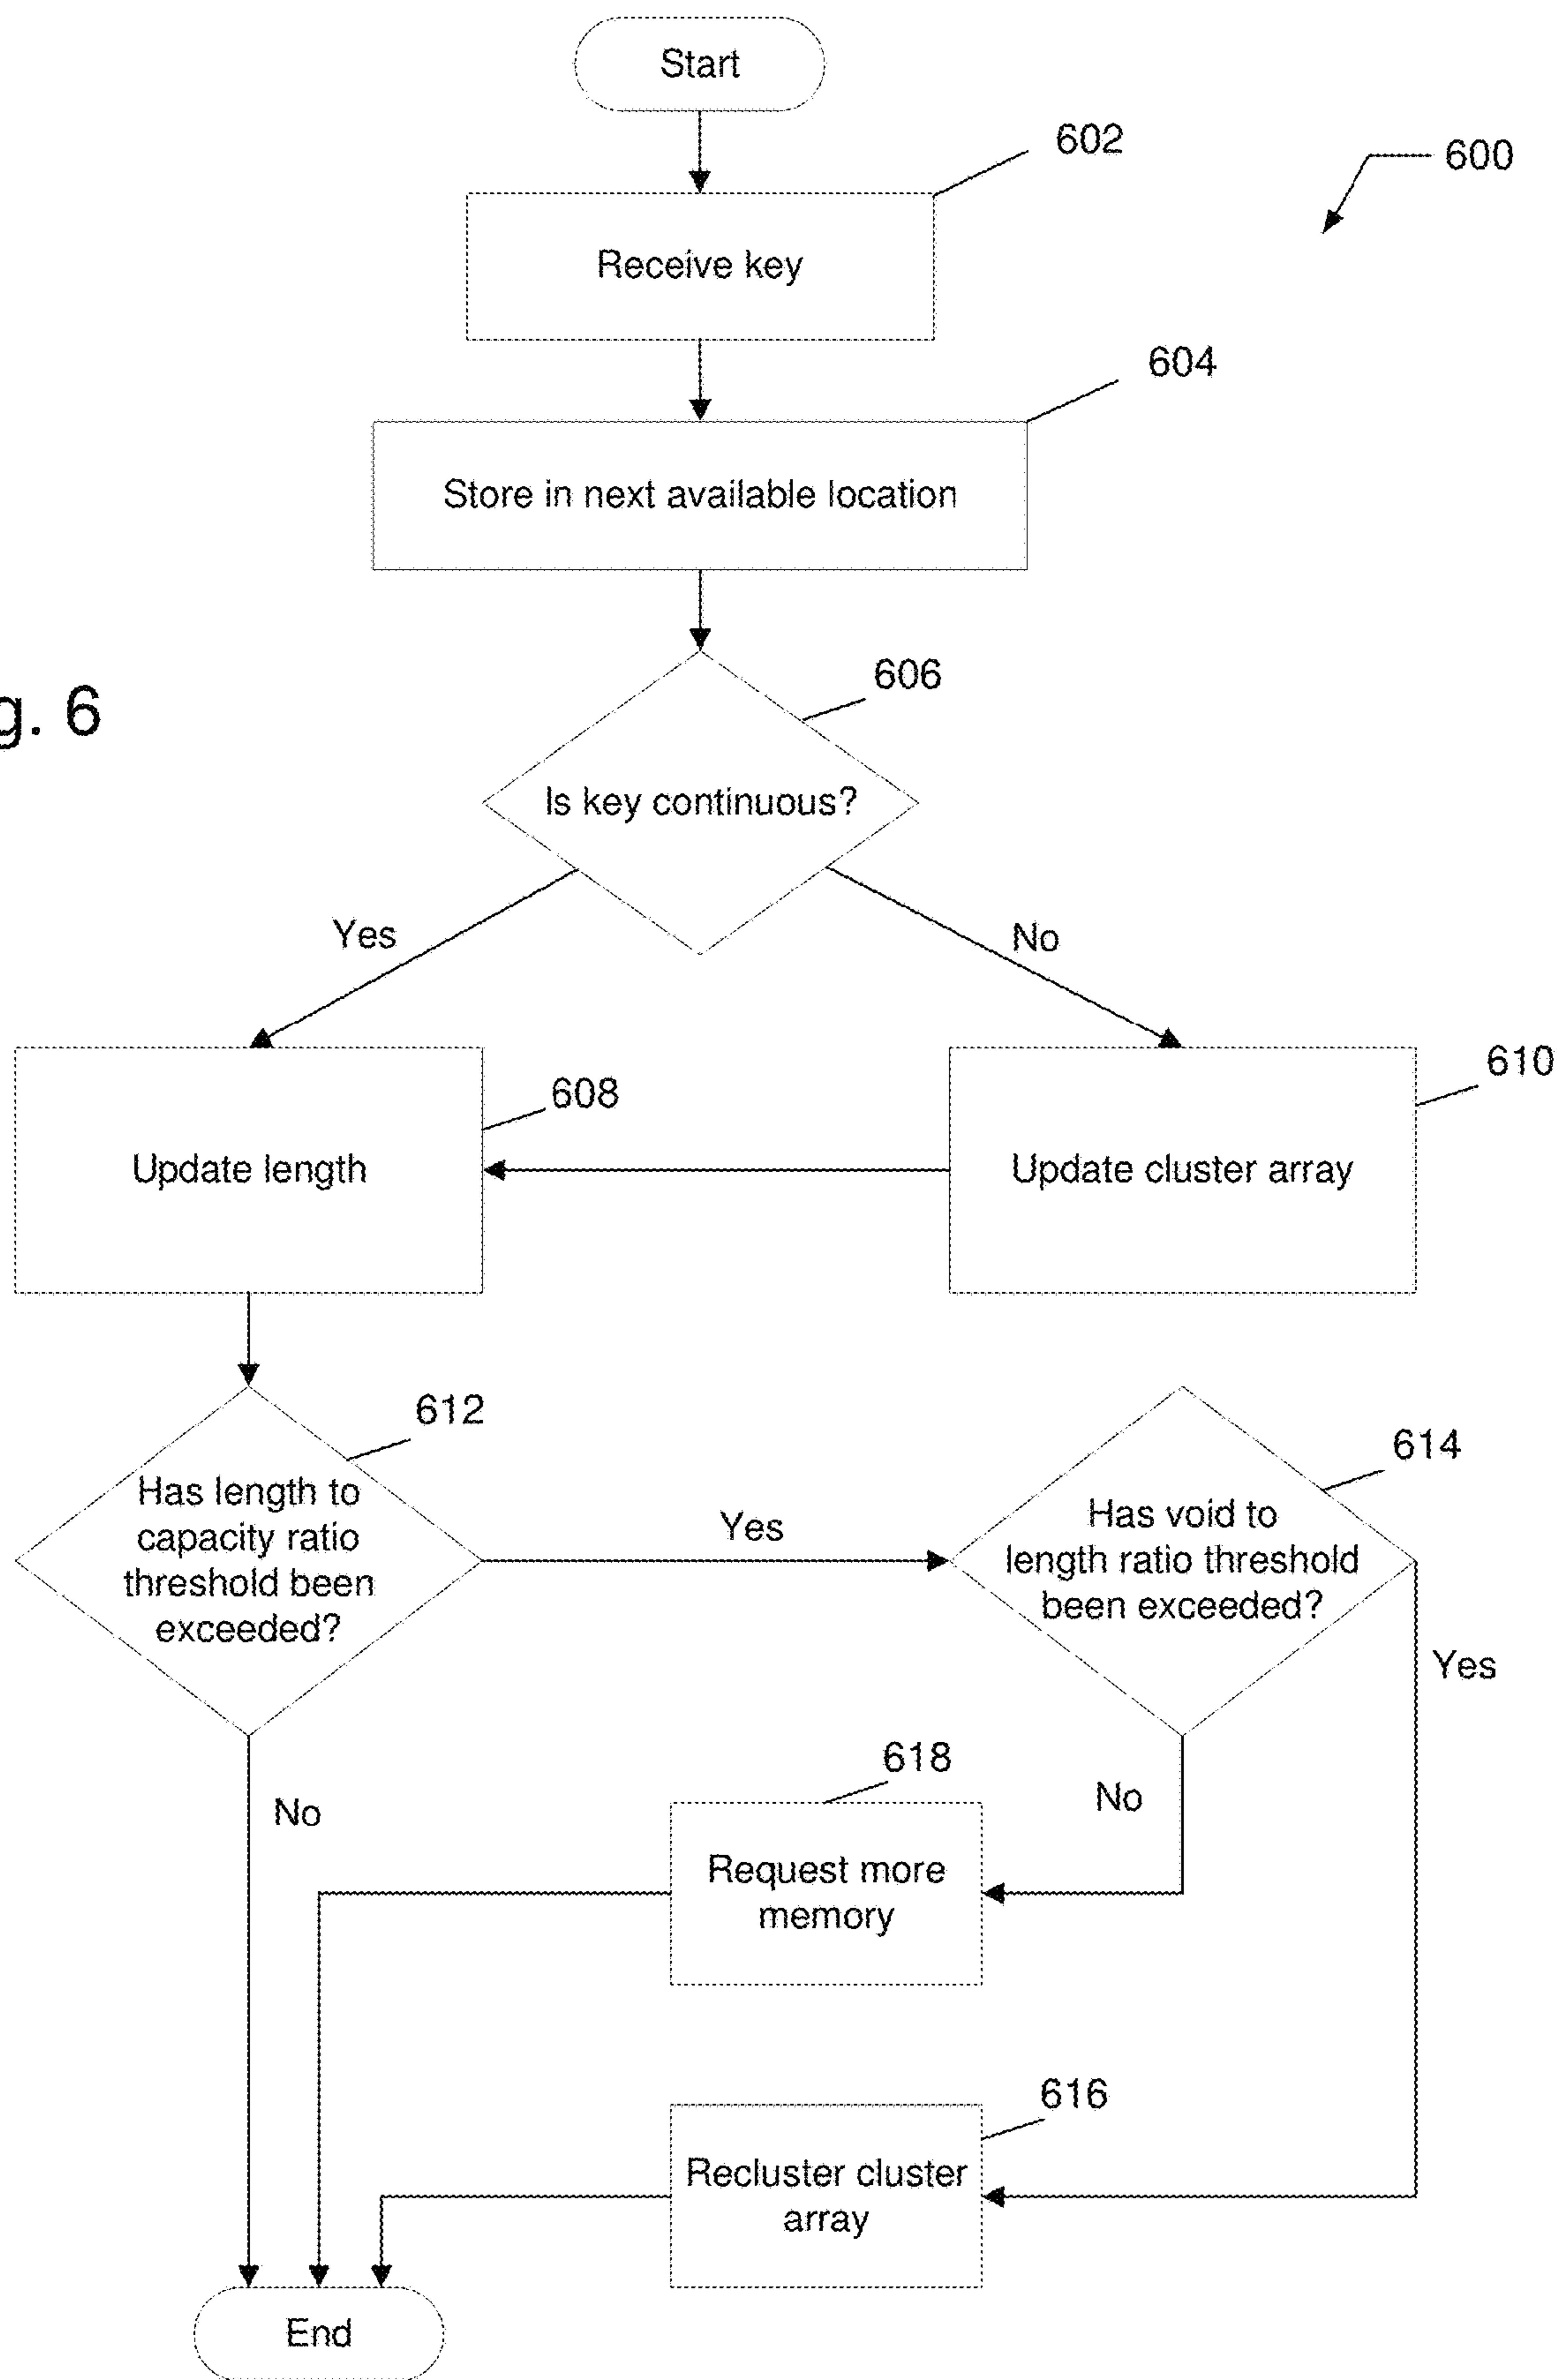 Start
602
600
Receive key
604
Store in next available location
606
g. 6
Is key continuous?
Yes
No
610
608
Update length
Update cluster array
612
614
Has length to
capacity ratio
threshold been
exceeded?
Yes
Has void to
length ratio threshold
been exceeded?
Yes
618
No
No
Request more
memory
616
Recluster cluster
array
End